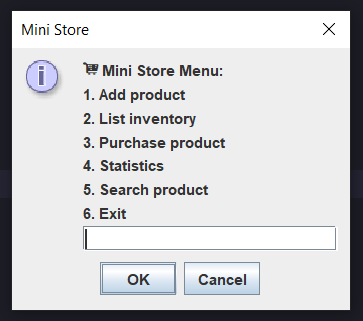 Mini Store
Mini Store Menu:
1. Add product
2. List inventory
3. Purchase product
4. Statistics
5. Search product
6. Exit
OK
Cancel